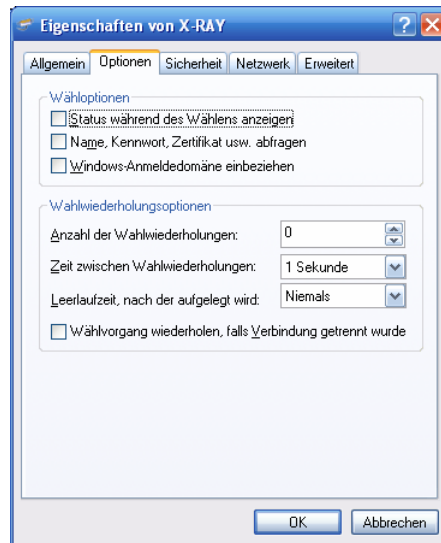 Eigenschaften von X-RAY
Allgemein Optionen Sicherheit Netzwerk Erweitert
Wähloptionen
Status während des Wählens anzeigen
Name, Kennwort, Zertifikat usw. abfragen
Windows-Anmeldedomäne einbeziehen
Wahlwiederholungsoptionen
Anzahl der Wahlwiederholungen: 0
Zeit zwischen Wahlwiederholungen: 1 Sekunde
Leerlaufzeit, nach der aufgelegt wird: Niemals
Wählvorgang wiederholen, falls Verbindung getrennt wurde
OK Abbrechen